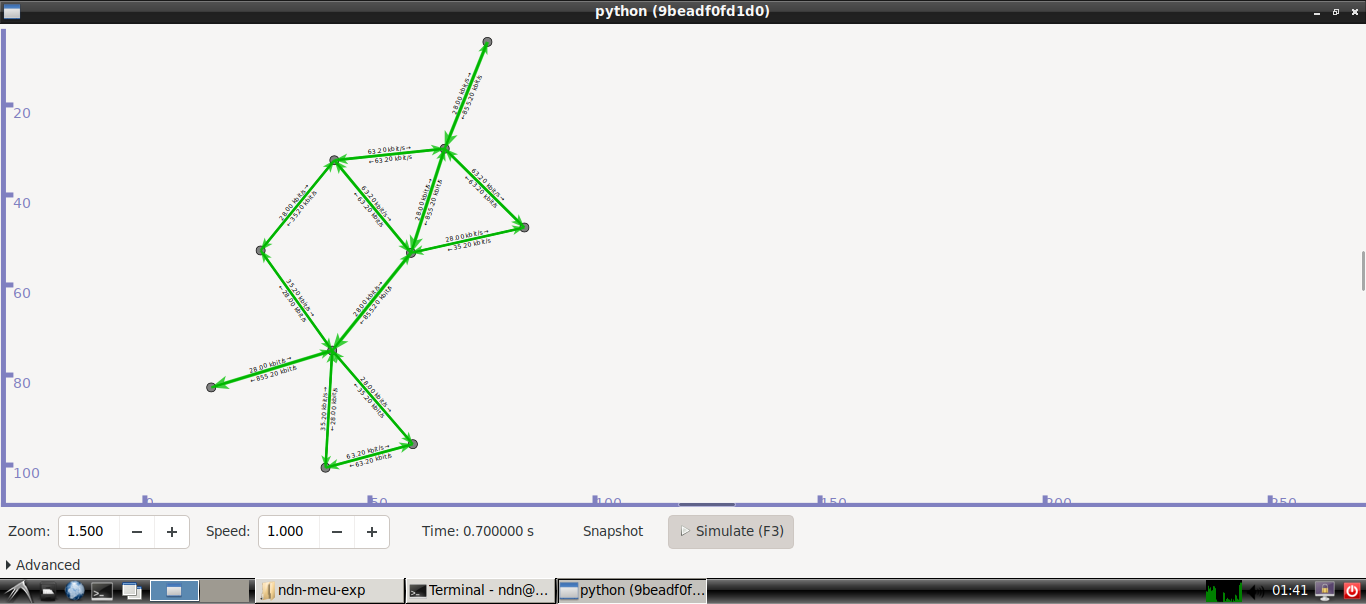 python (9beadf0fd1d0)
28.00 kbit/s→
←855.20 kbit/s
20
63.20 kbit/s→
←63.20 kbit/s
63.20 kbit/s→
←63.20 kbit/s
28.00 kbit/s→
←35.20 kbit/s
63.20 kbit/s→
←63.20 kbit/s
28.00 kbit/s→
←855.20 kbit/s
40
28.00 kbit/s→
←35.20 kbit/s
35.20 kbit/s→
←28.00 kbit/s
28.00 kbit/s→
←855.20 kbit/s
60
28.00 kbit/s→
←855.20 kbit/s
80
35.20 kbit/s→
←28.00 kbit/s
28.00 kbit/s→
←35.20 kbit/s
63.20 kbit/s→
←63.20 kbit/s
100
0 50 100 150 200 250
Zoom: 1.500 − + Speed: 1.000 − + Time: 0.700000 s Snapshot Simulate (F3)
Advanced
ndn-meu-exp Terminal - ndn@... python (9beadf0f... 01:41